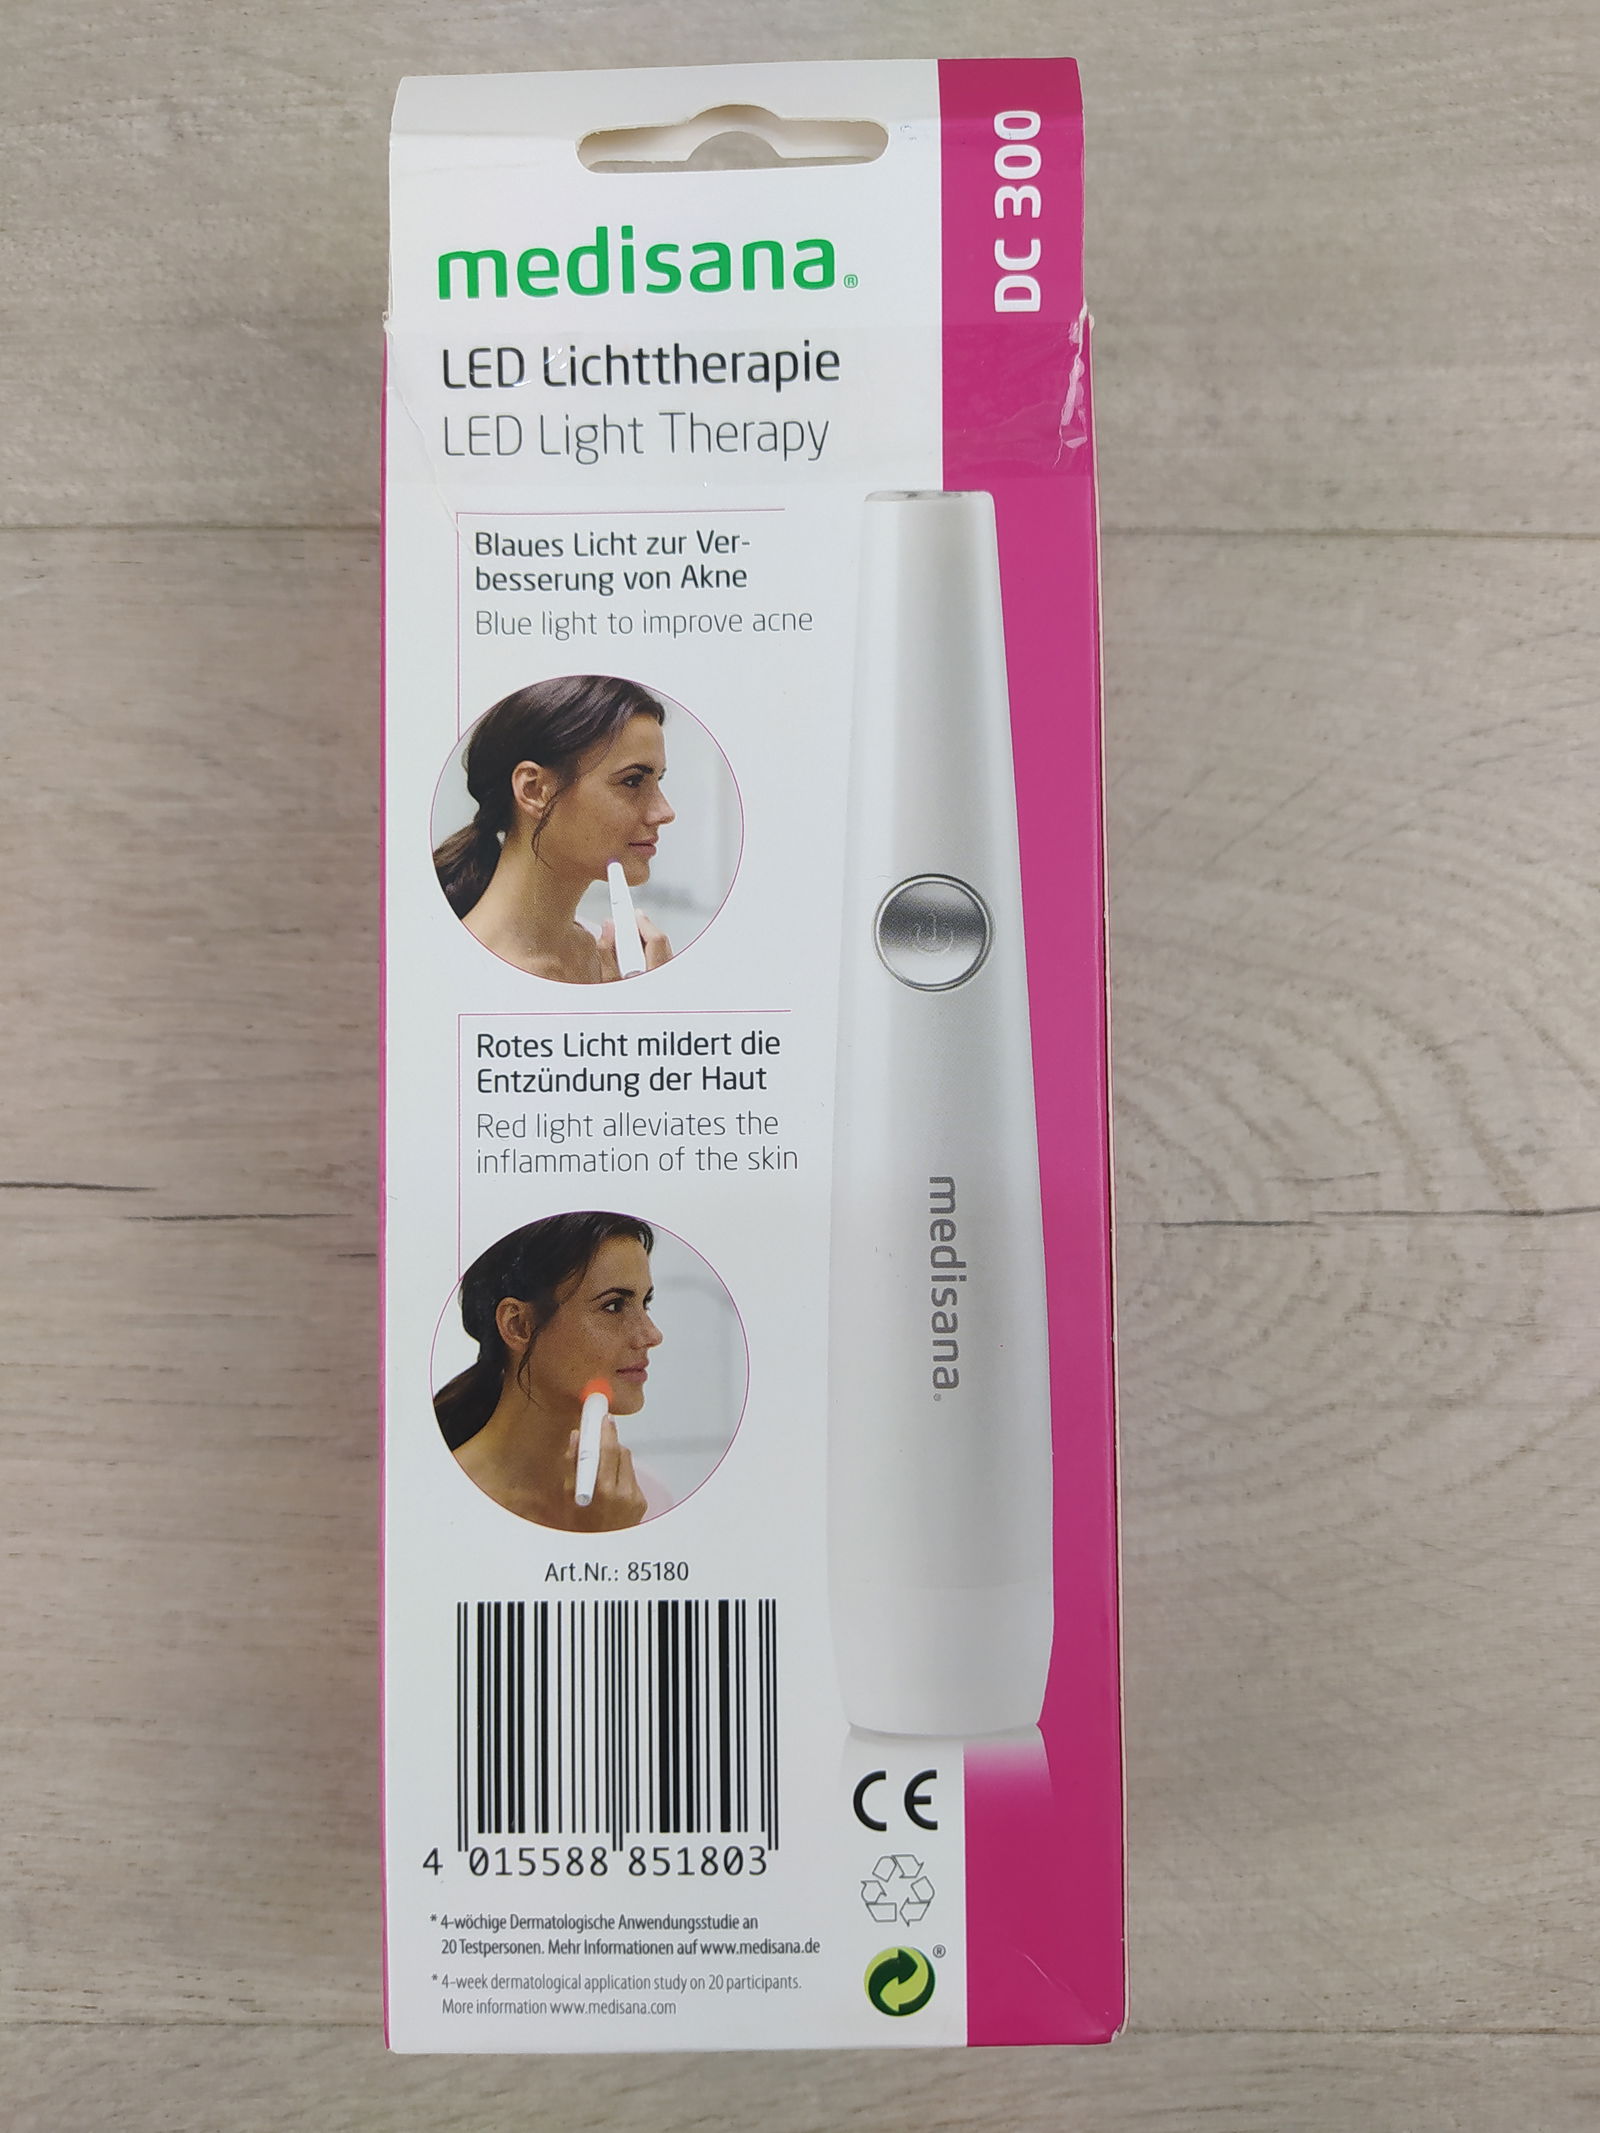 DC 300
medisana®
LED Lichttherapie
LED Light Therapy
Blaues Licht zur Ver-
besserung von Akne
Blue light to improve acne
Rotes Licht mildert die
Entzündung der Haut
Red light alleviates the
inflammation of the skin
medisana®
Art.Nr.: 85180
4 015588 851803
CE
* 4-wöchige Dermatologische Anwendungsstudie an
20 Testpersonen. Mehr Informationen auf www.medisana.de
* 4-week dermatological application study on 20 participants.
More information www.medisana.com
®